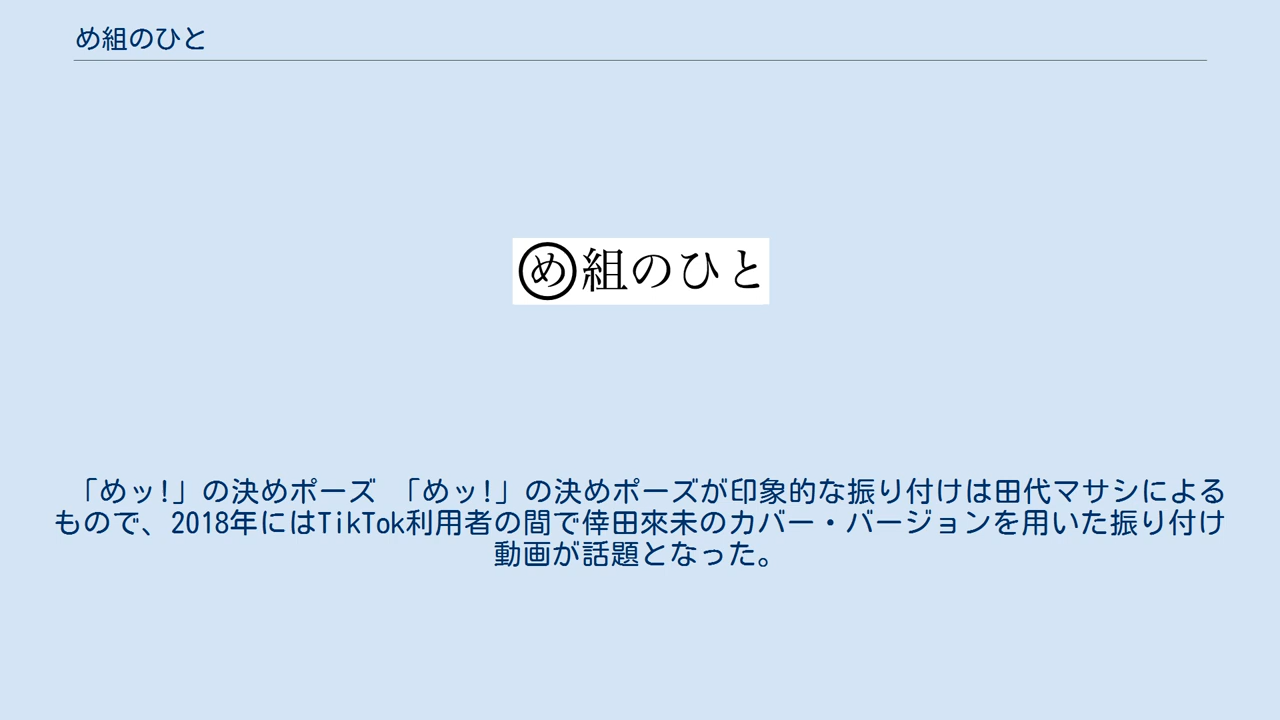 め組のひと
め組のひと
「めッ!」の決めポーズ 「めッ!」の決めポーズが印象的な振り付けは田代マサシによる
もので、2018年にはTikTok利用者の間で倖田來未のカバー・バージョンを用いた振り付け
動画が話題となった。